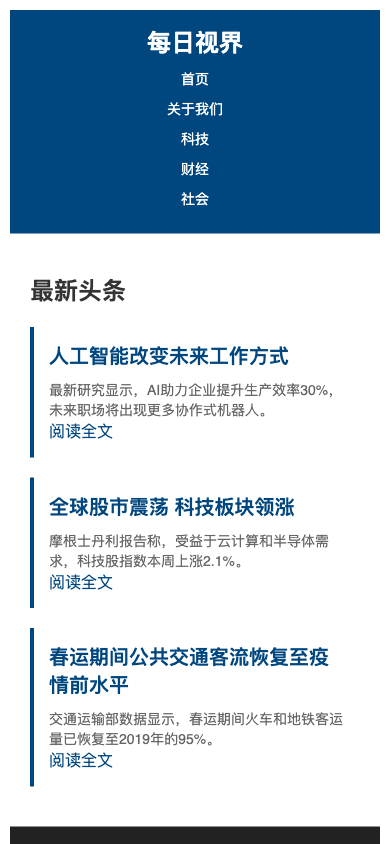 每日视界
首页
关于我们
科技
财经
社会
最新头条
人工智能改变未来工作方式
最新研究显示，AI助力企业提升生产效率30%，
未来职场将出现更多协作式机器人。
阅读全文
全球股市震荡 科技板块领涨
摩根士丹利报告称，受益于云计算和半导体需
求，科技股指数本周上涨2.1%。
阅读全文
春运期间公共交通客流恢复至疫
情前水平
交通运输部数据显示，春运期间火车和地铁客运
量已恢复至2019年的95%。
阅读全文